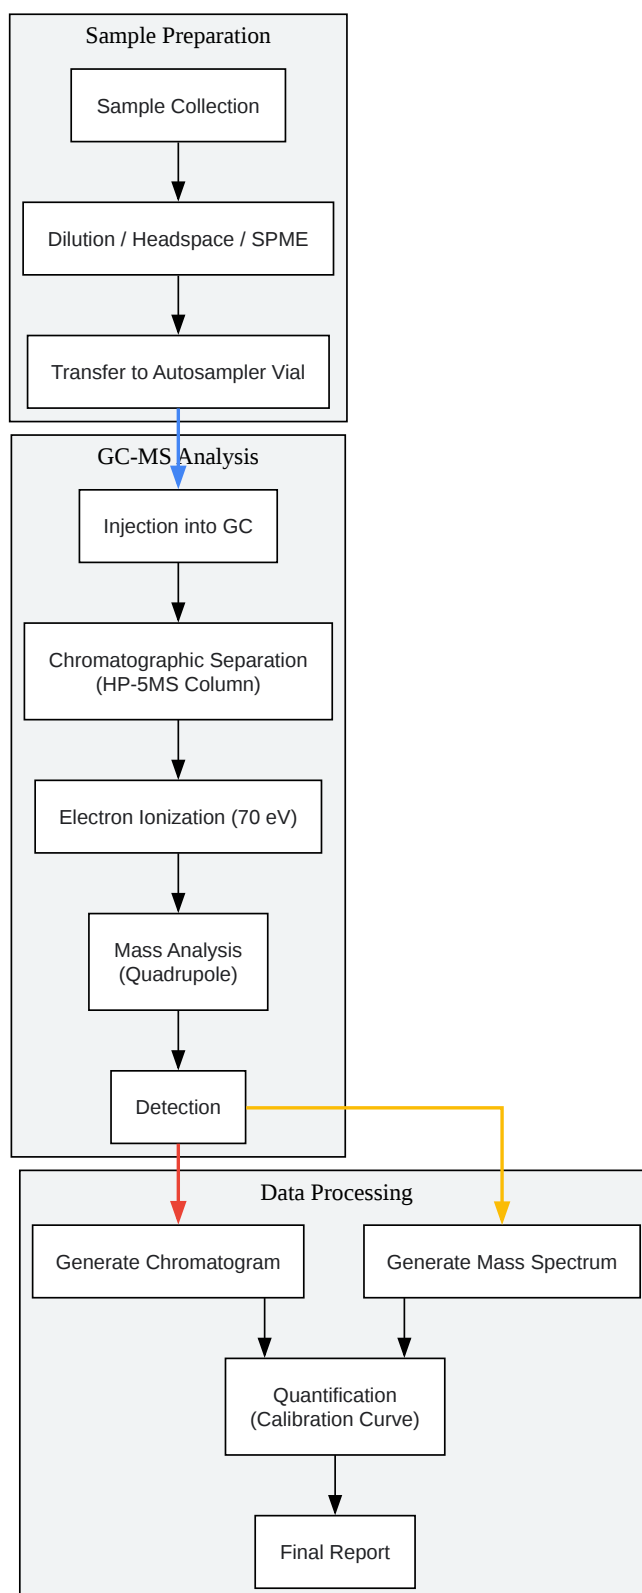 Sample Preparation
Sample Collection
Dilution / Headspace / SPME
Transfer to Autosampler Vial
GC-MS Analysis
Injection into GC
Chromatographic Separation
(HP-5MS Column)
Electron Ionization (70 eV)
Mass Analysis
(Quadrupole)
Detection
Data Processing
Generate Chromatogram
Generate Mass Spectrum
Quantification
(Calibration Curve)
Final Report